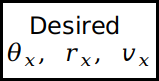 Desired
θₓ, rₓ, vₓ